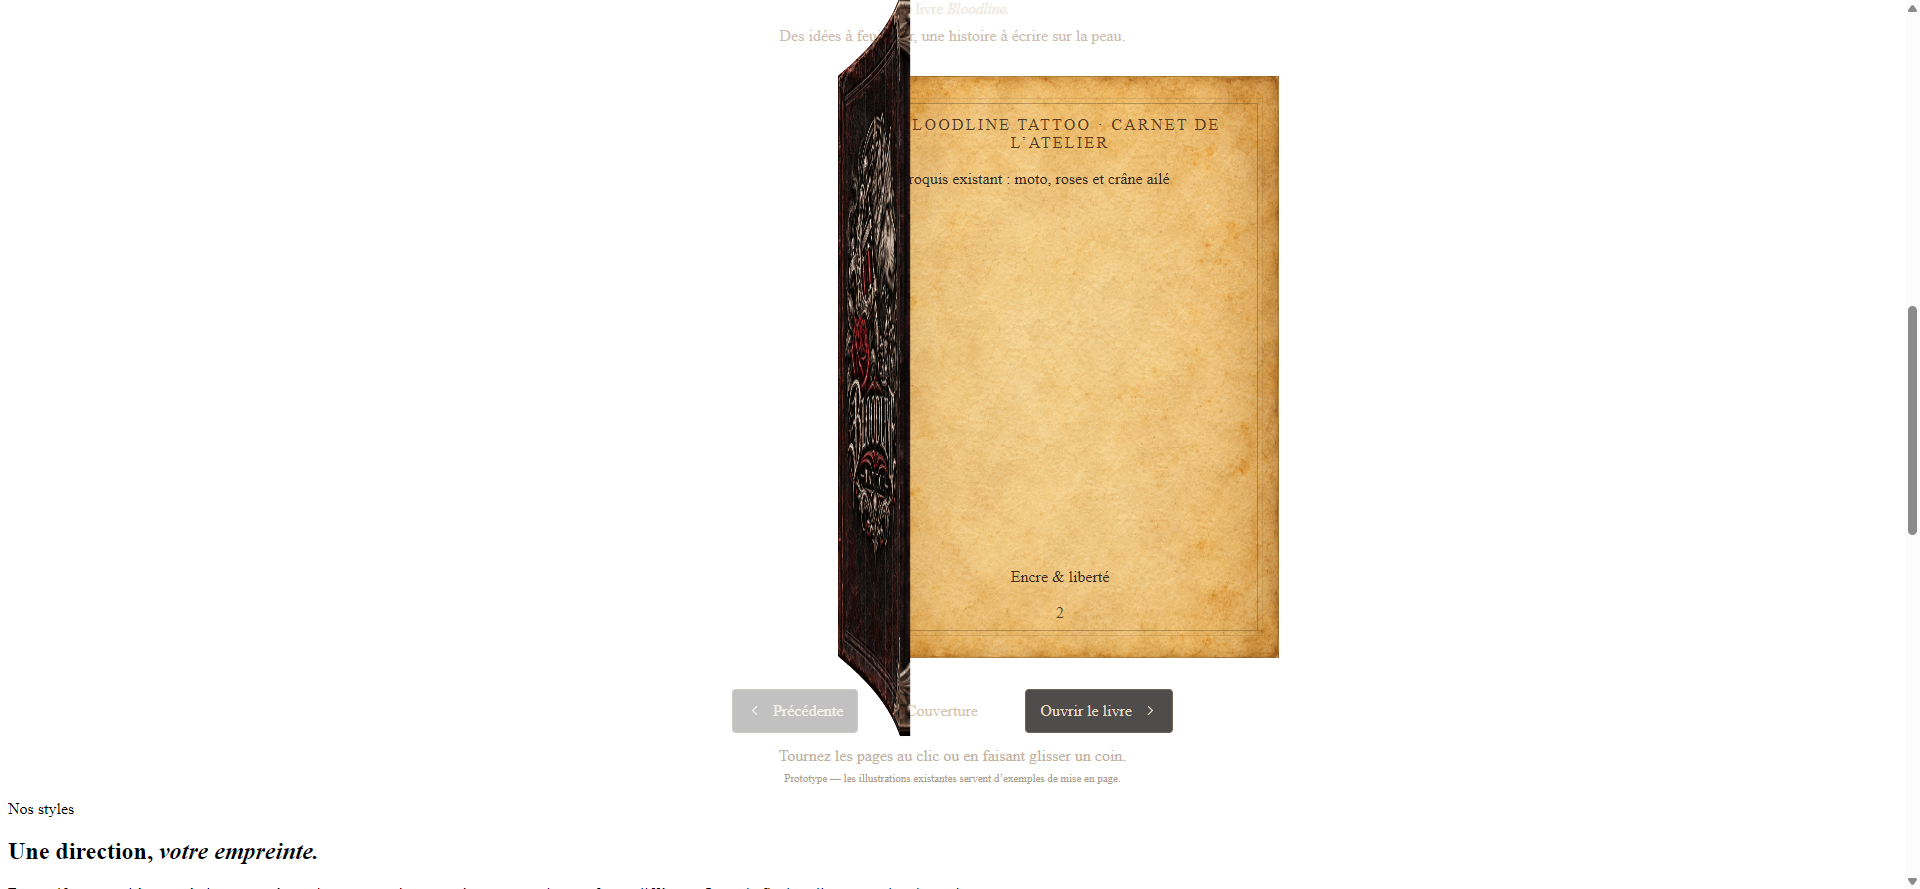 livre Bloodline.
Des idées à feu r, une histoire à écrire sur la peau.
LOODLINE TATTOO · CARNET DE
L’ATELIER
roquis existant : moto, roses et crâne ailé
Encre & liberté
2
Précédente
Couverture
Ouvrir le livre
Tournez les pages au clic ou en faisant glisser un coin.
Prototype — les illustrations existantes servent d’exemples de mise en page.
Nos styles
Une direction, votre empreinte.